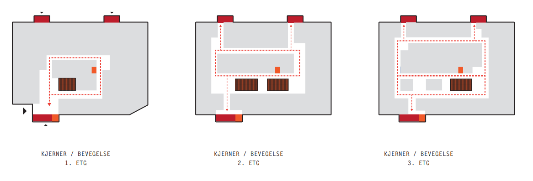 KJERNER / BEVEGELSE
1. ETG
KJERNER / BEVEGELSE
2. ETG
KJERNER / BEVEGELSE
3. ETG